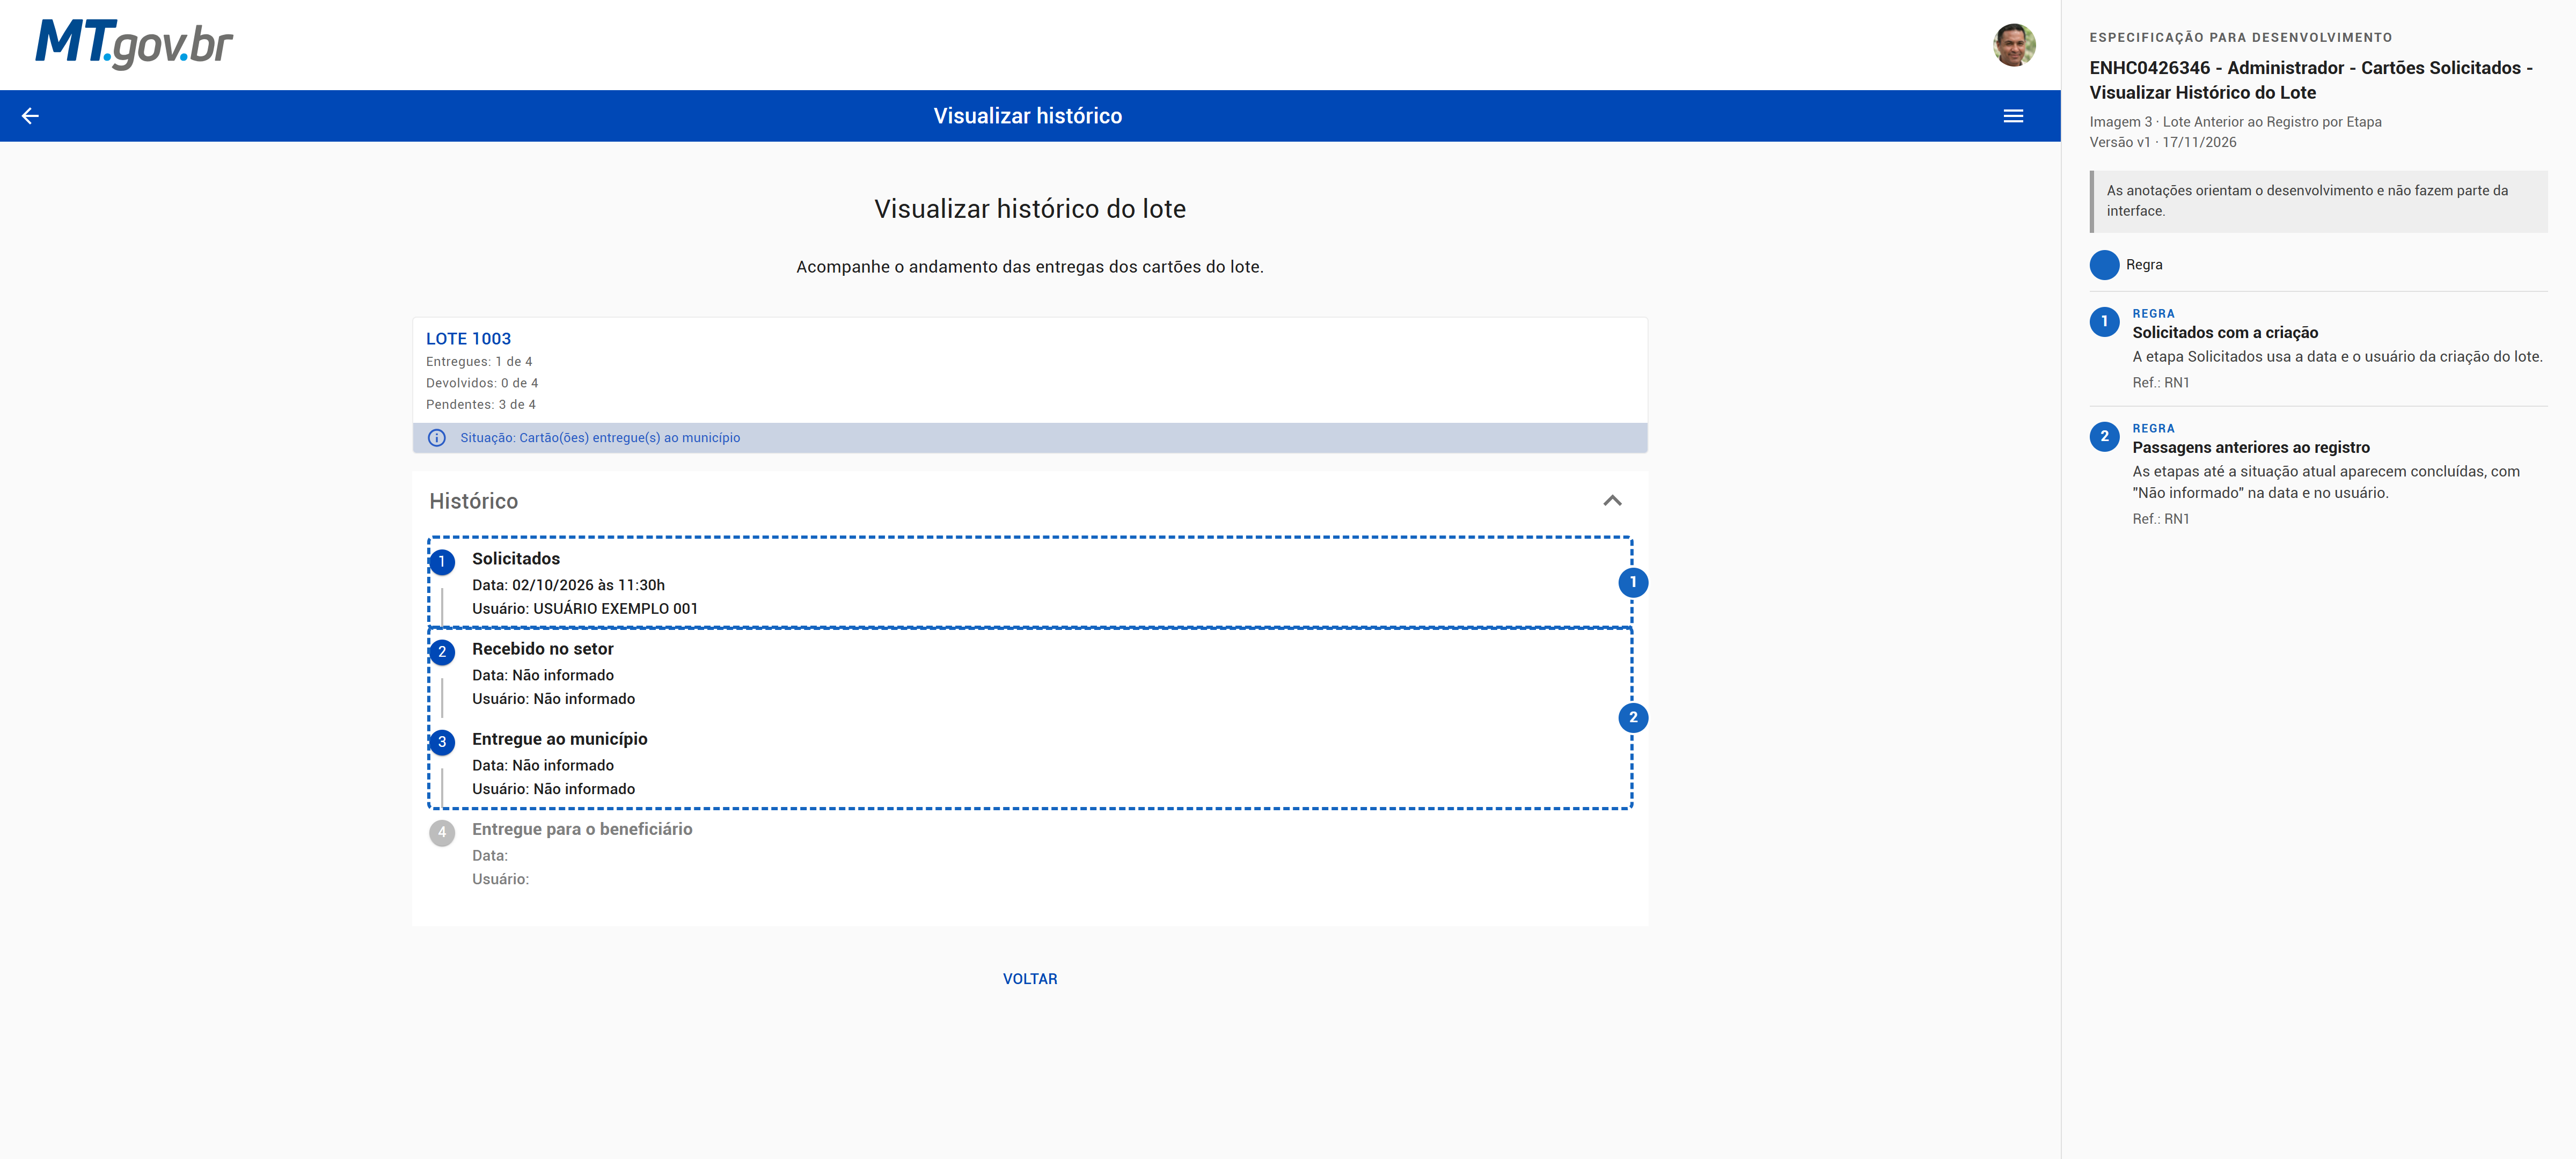 MT.gov.br
Visualizar histórico
Visualizar histórico do lote
Acompanhe o andamento das entregas dos cartões do lote.
LOTE 1003
Entregues: 1 de 4
Devolvidos: 0 de 4
Pendentes: 3 de 4
Situação: Cartão(ões) entregue(s) ao município
Histórico
1
Solicitados
Data: 02/10/2026 às 11:30h
Usuário: USUÁRIO EXEMPLO 001
1
2
Recebido no setor
Data: Não informado
Usuário: Não informado
2
3
Entregue ao município
Data: Não informado
Usuário: Não informado
4
Entregue para o beneficiário
Data:
Usuário:
VOLTAR
ESPECIFICAÇÃO PARA DESENVOLVIMENTO
ENHC0426346 - Administrador - Cartões Solicitados -
Visualizar Histórico do Lote
Imagem 3 · Lote Anterior ao Registro por Etapa
Versão v1 · 17/11/2026
As anotações orientam o desenvolvimento e não fazem parte da
interface.
Regra
1
REGRA
Solicitados com a criação
A etapa Solicitados usa a data e o usuário da criação do lote.
Ref.: RN1
2
REGRA
Passagens anteriores ao registro
As etapas até a situação atual aparecem concluídas, com
"Não informado" na data e no usuário.
Ref.: RN1